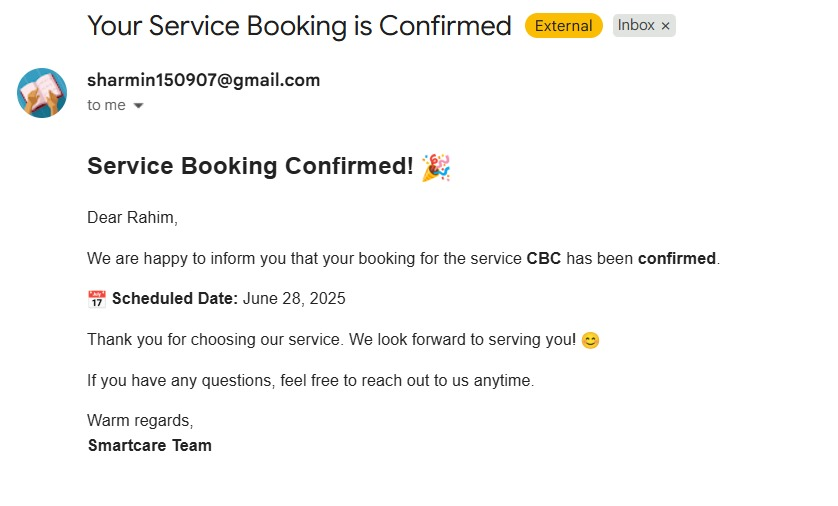 Your Service Booking is Confirmed External Inbox ×
sharmin150907@gmail.com
to me
Service Booking Confirmed! 🎉
Dear Rahim,
We are happy to inform you that your booking for the service CBC has been confirmed.
📅 Scheduled Date: June 28, 2025
Thank you for choosing our service. We look forward to serving you! 😊
If you have any questions, feel free to reach out to us anytime.
Warm regards,
Smartcare Team